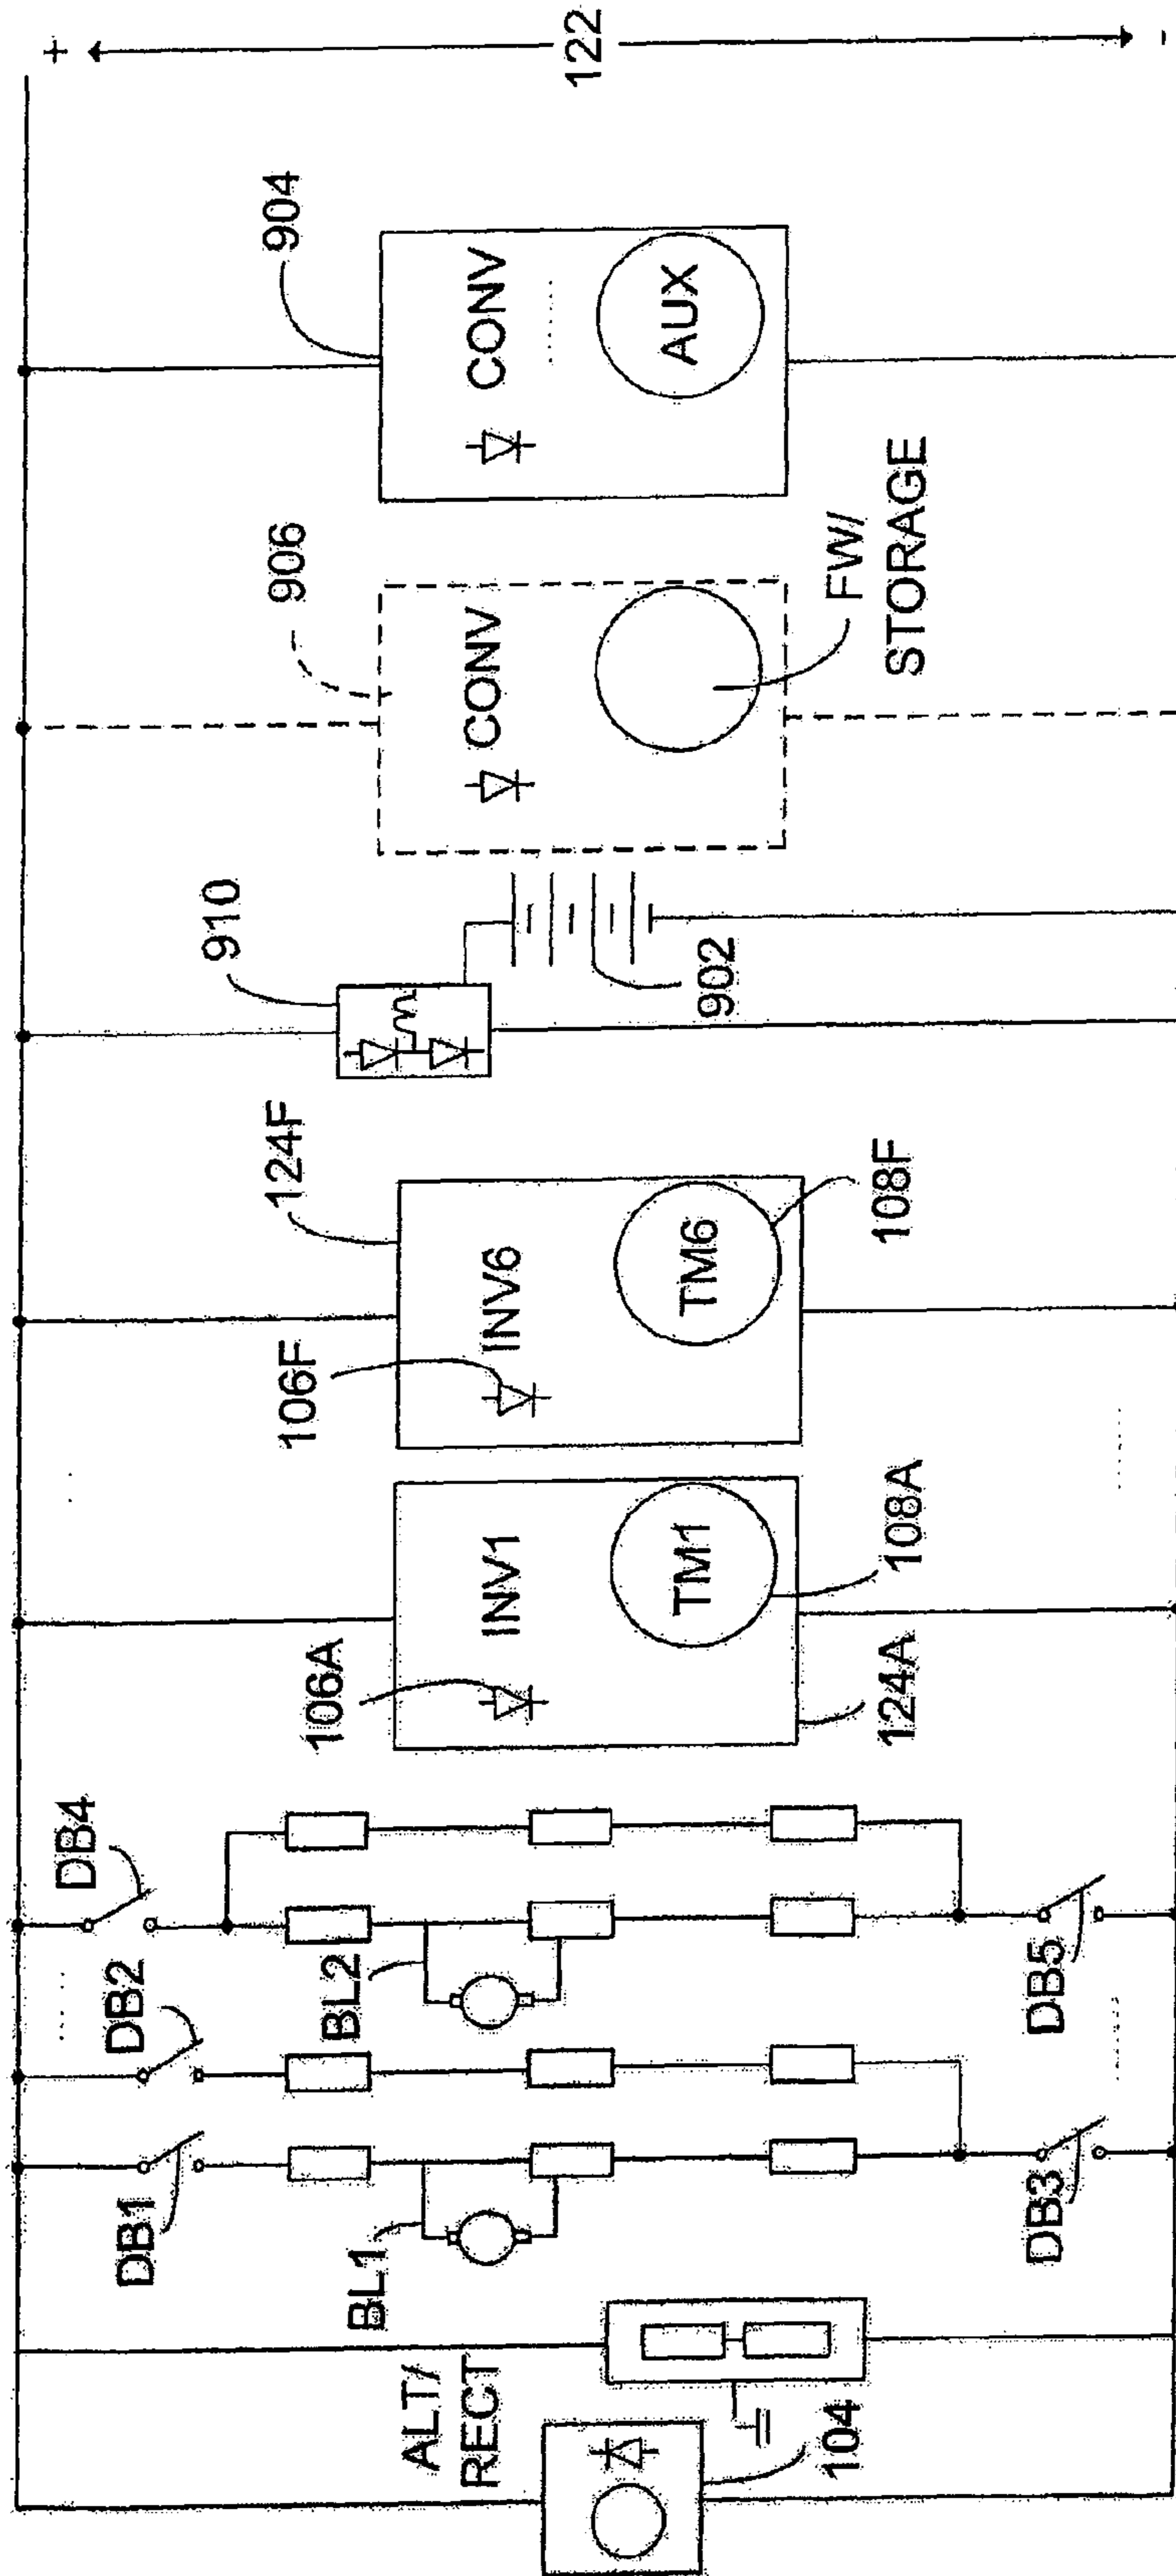 ALT/
RECT
104
BL1
DB1
DB2
DB3
BL2
DB4
DB5
106A
INV1
TM1
108A
124A
106F
124F
INV6
TM6
108F
910
902
906
CONV
FW/
STORAGE
904
CONV
AUX
122
+
-